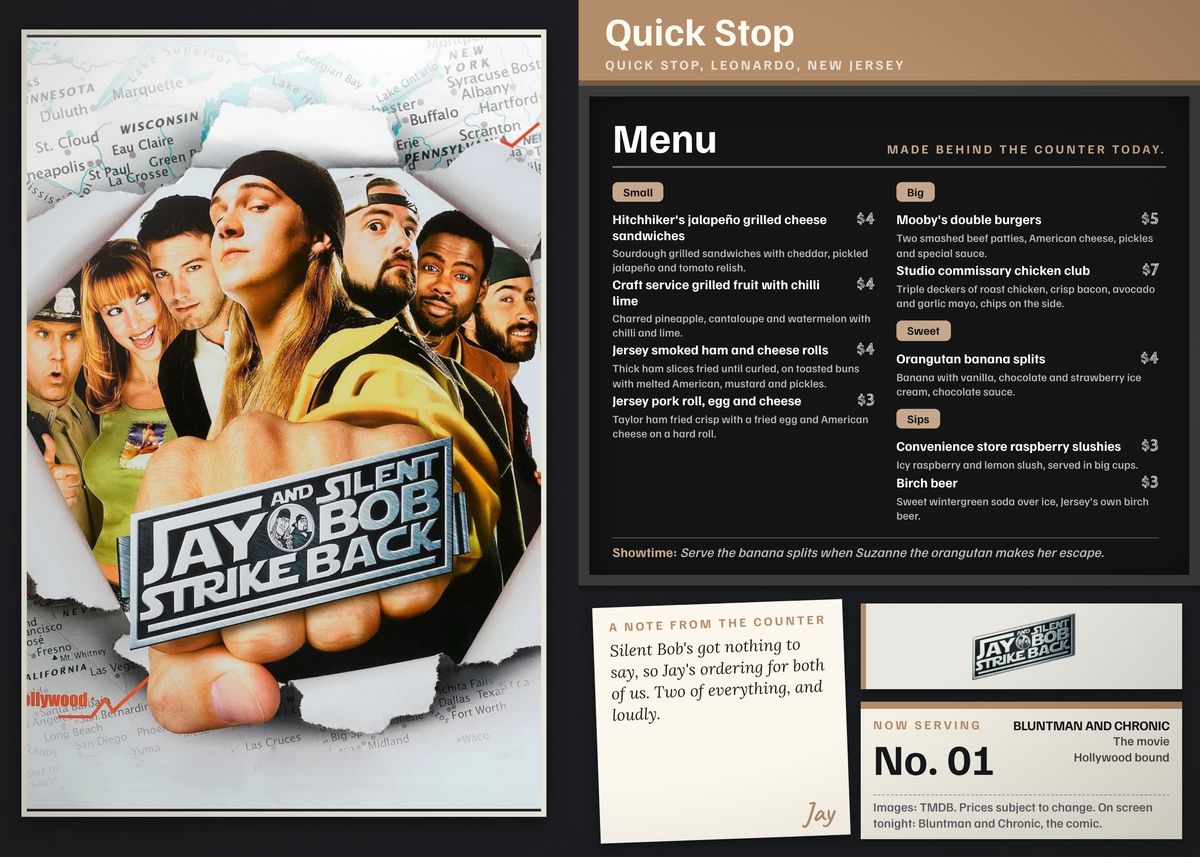 Lake Superior
Georgian Bay
NEW
YORK
Marquette
Lake Ontario
Syracuse
Duluth
Lake
Albany
WISCONSIN
Buffalo
Hartford
St. Cloud
Eau Claire
Erie
Scranton
St Paul
Green
La Crosse
PENNSYLV
JAY AND SILENT BOB
STRIKE BACK
Fresno
Mt. Whitney
Las Vegas
ollywood
Long Beach
San Diego
Yuma
Las Cruces
Midland
Dallas
Fort Worth
Waco
Quick Stop
QUICK STOP, LEONARDO, NEW JERSEY
Menu
MADE BEHIND THE COUNTER TODAY.
Small
Hitchhiker's jalapeño grilled cheese sandwiches $4
Sourdough grilled sandwiches with cheddar, pickled
jalapeño and tomato relish.
Craft service grilled fruit with chilli lime $4
Charred pineapple, cantaloupe and watermelon with
chilli and lime.
Jersey smoked ham and cheese rolls $4
Thick ham slices fried until curled, on toasted buns
with melted American, mustard and pickles.
Jersey pork roll, egg and cheese $3
Taylor ham fried crisp with a fried egg and American
cheese on a hard roll.
Big
Mooby's double burgers $5
Two smashed beef patties, American cheese, pickles
and special sauce.
Studio commissary chicken club $7
Triple deckers of roast chicken, crisp bacon, avocado
and garlic mayo, chips on the side.
Sweet
Orangutan banana splits $4
Banana with vanilla, chocolate and strawberry ice
cream, chocolate sauce.
Sips
Convenience store raspberry slushies $3
Icy raspberry and lemon slush, served in big cups.
Birch beer $3
Sweet wintergreen soda over ice, Jersey's own birch
beer.
Showtime: Serve the banana splits when Suzanne the orangutan makes her escape.
A NOTE FROM THE COUNTER
Silent Bob's got nothing to
say, so Jay's ordering for both
of us. Two of everything, and
loudly.
Jay
JAY AND SILENT BOB
STRIKE BACK
NOW SERVING
No. 01
BLUNTMAN AND CHRONIC
The movie
Hollywood bound
Images: TMDB. Prices subject to change. On screen
tonight: Bluntman and Chronic, the comic.